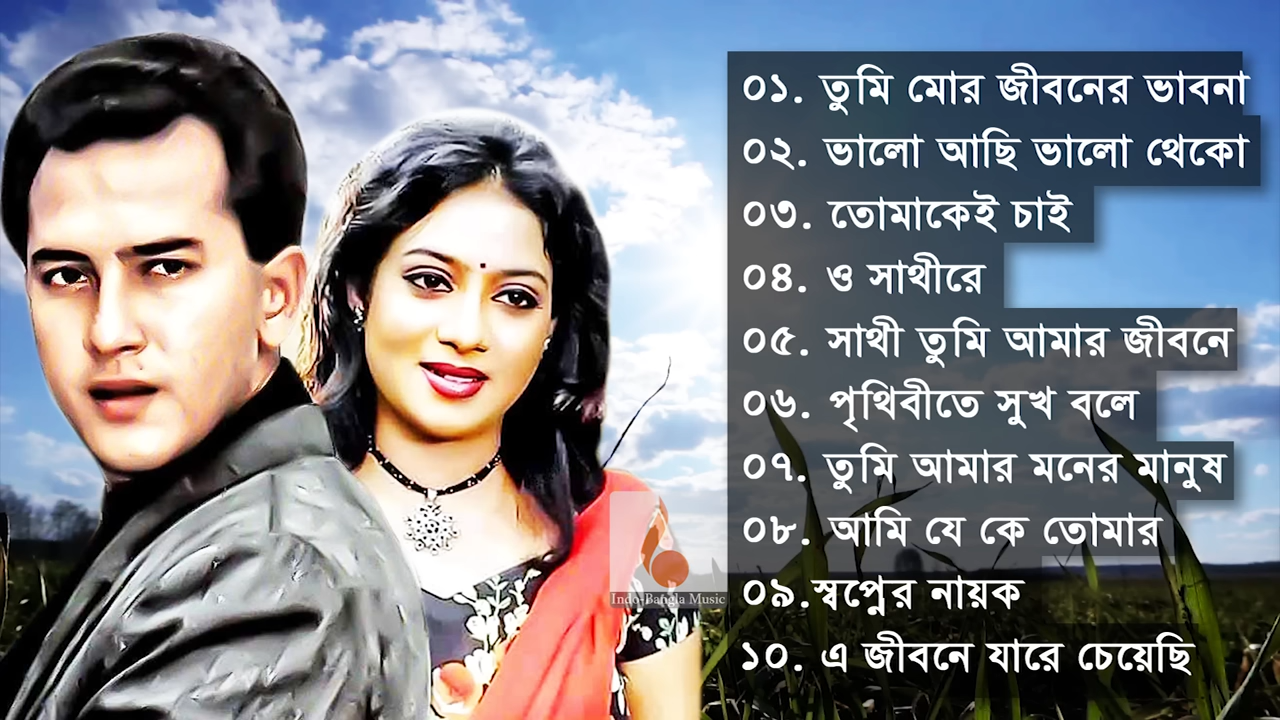 ০১. তুমি মোর জীবনের ভাবনা
০২. ভালো আছি ভালো থেকো
০৩. তোমাকেই চাই
০৪. ও সাথীরে
০৫. সাথী তুমি আমার জীবনে
০৬. পৃথিবীতে সুখ বলে
০৭. তুমি আমার মনের মানুষ
০৮. আমি যে কে তোমার
০৯.স্বপ্নের নায়ক
১০. এ জীবনে যারে চেয়েছি
Indo-Bangla Music